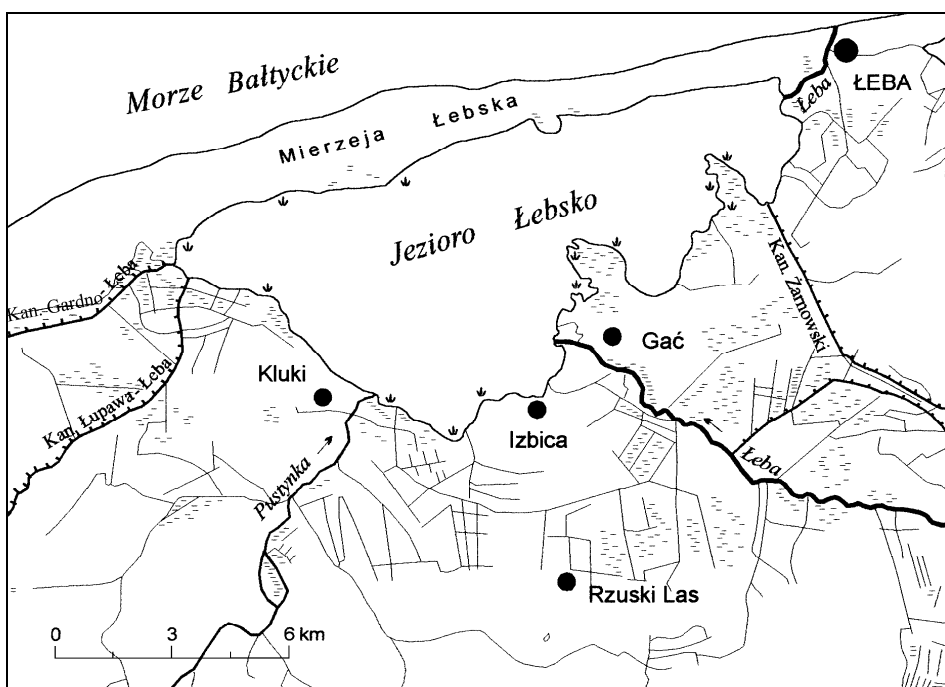 Morze Bałtyckie
ŁEBA
Łeba
Mierzeja Łebska
Jezioro Łebsko
Kan. Gardno-Łeba
Kan. Żarnowski
Gać
Kluki
Kan. Łupawa-Łeba
Izbica
Łeba
Pustynka
Rzuski Las
0 3 6 km